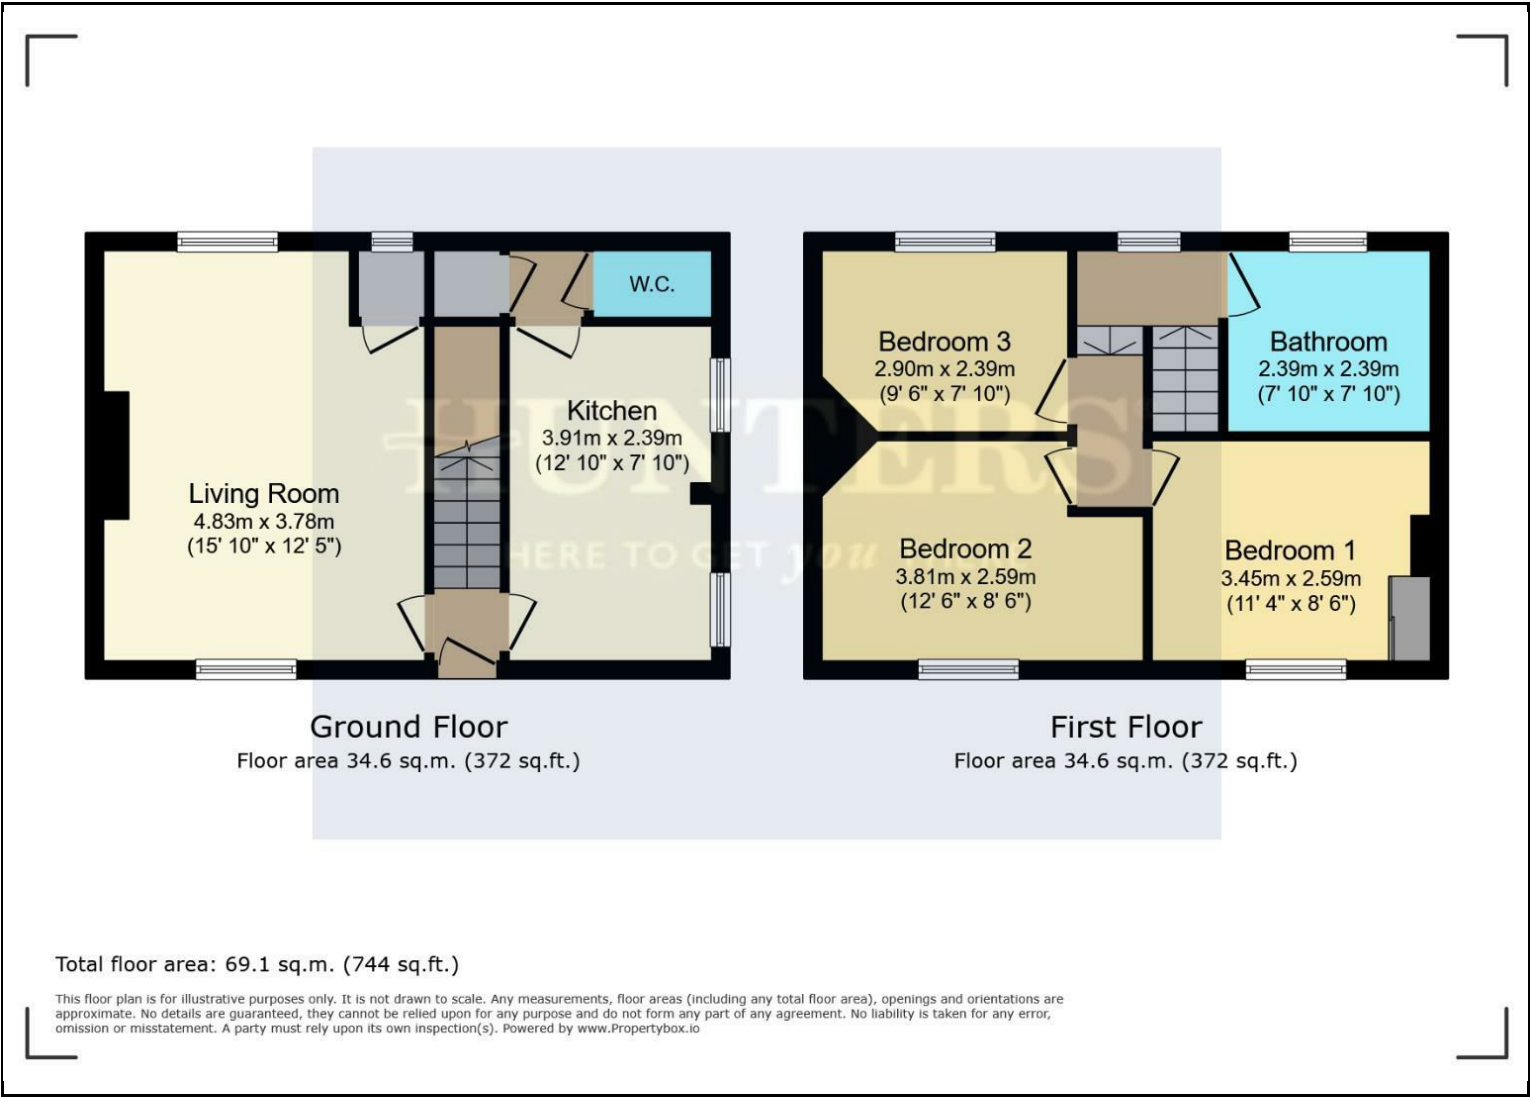 W.C.
Kitchen
3.91m x 2.39m
(12' 10" x 7' 10")
Living Room
4.83m x 3.78m
(15' 10" x 12' 5")
Bedroom 3
2.90m x 2.39m
(9' 6" x 7' 10")
Bathroom
2.39m x 2.39m
(7' 10" x 7' 10")
Bedroom 2
3.81m x 2.59m
(12' 6" x 8' 6")
Bedroom 1
3.45m x 2.59m
(11' 4" x 8' 6")
HUNTERS
HERE TO GET you THERE
Ground Floor
Floor area 34.6 sq.m. (372 sq.ft.)
First Floor
Floor area 34.6 sq.m. (372 sq.ft.)
Total floor area: 69.1 sq.m. (744 sq.ft.)
This floor plan is for illustrative purposes only. It is not drawn to scale. Any measurements, floor areas (including any total floor area), openings and orientations are
approximate. No details are guaranteed, they cannot be relied upon for any purpose and do not form any part of any agreement. No liability is taken for any error,
omission or misstatement. A party must rely upon its own inspection(s). Powered by www.Propertybox.io